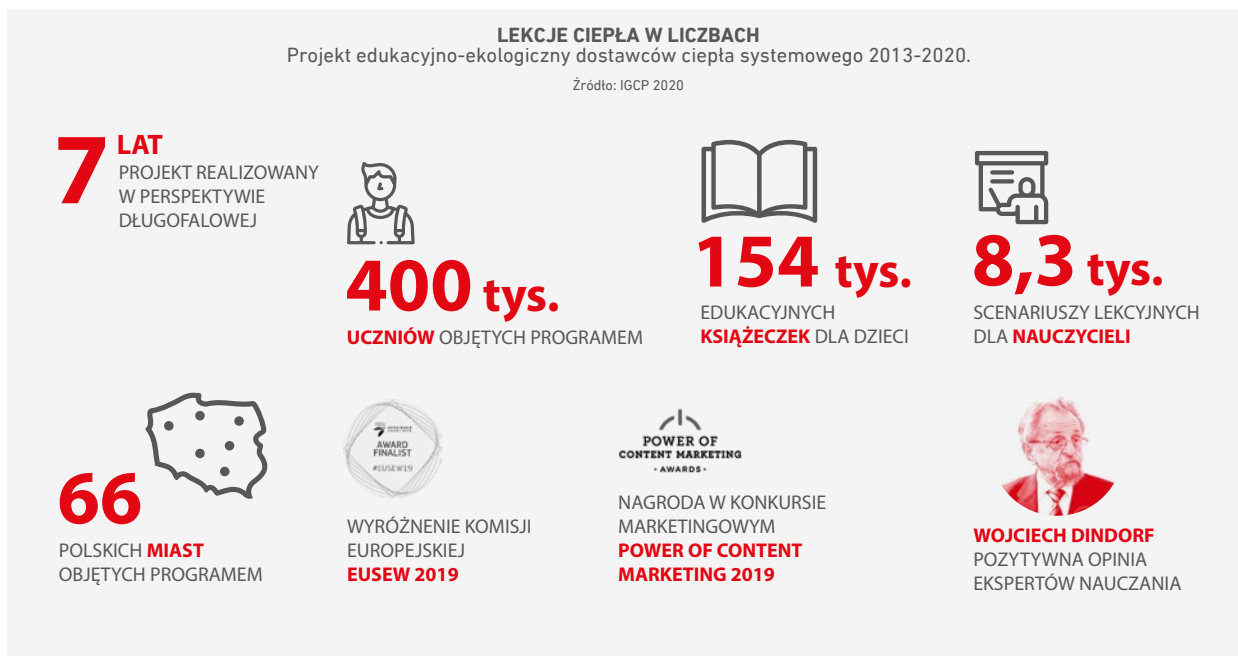 LEKCJE CIEPŁA W LICZBACH
Projekt edukacyjno-ekologiczny dostawców ciepła systemowego 2013-2020.
Źródło: IGCP 2020
7 LAT
PROJEKT REALIZOWANY
W PERSPEKTYWIE
DŁUGOFALOWEJ
400 tys.
UCZNIÓW OBJĘTYCH PROGRAMEM
154 tys.
EDUKACYJNYCH
KSIĄŻECZEK DLA DZIECI
8,3 tys.
SCENARIUSZY LEKCYJNYCH
DLA NAUCZYCIELI
66
POLSKICH MIAST
OBJĘTYCH PROGRAMEM
AWARD
FINALIST
#EUSEW19
WYRÓŻNENIE KOMISJI
EUROPEJSKIEJ
EUSEW 2019
POWER OF
CONTENT MARKETING
• AWARDS •
NAGRODA W KONKURSIE
MARKETINGOWYM
POWER OF CONTENT
MARKETING 2019
WOJCIECH DINDORF
POZYTYWNA OPINIA
EKSPERTÓW NAUCZANIA